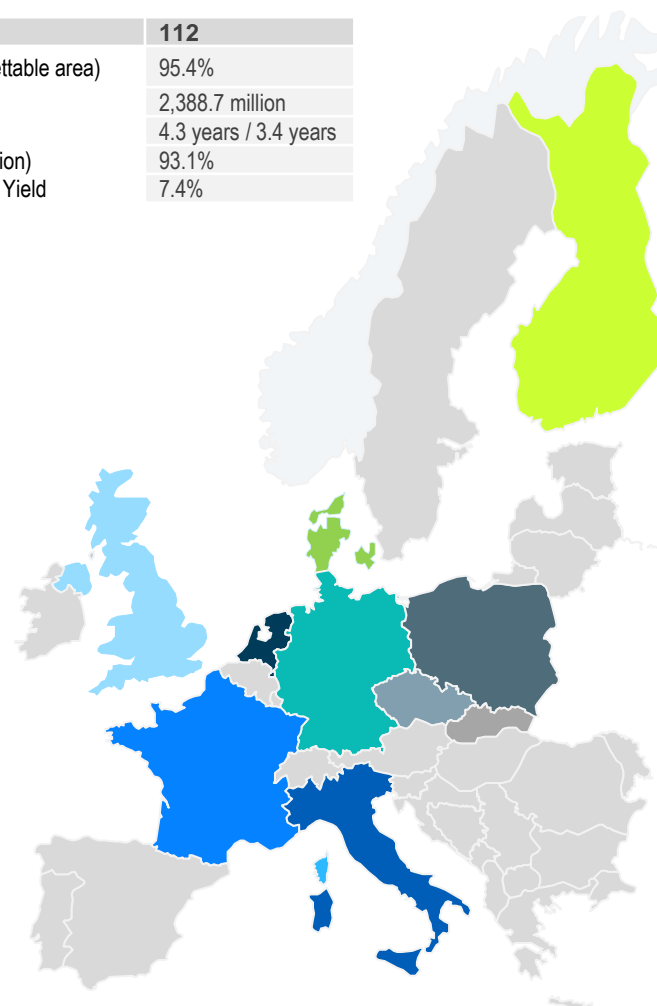 112
ettable area) 95.4%
2,388.7 million
4.3 years / 3.4 years
ion) 93.1%
Yield 7.4%